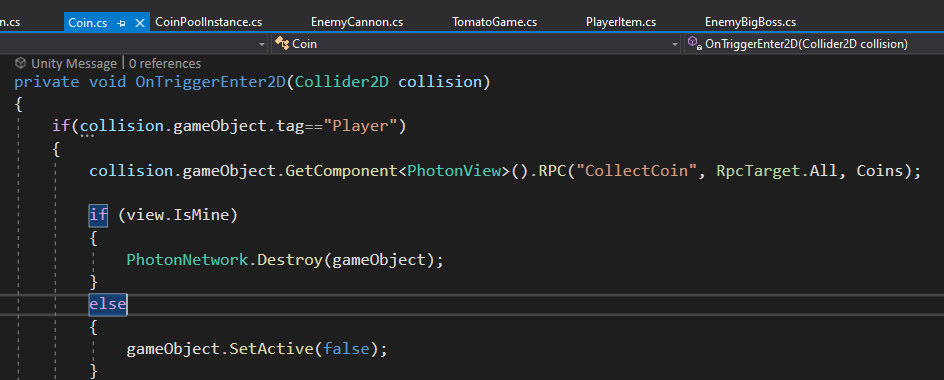 n.cs Coin.cs CoinPoolInstance.cs EnemyCannon.cs TomatoGame.cs PlayerItem.cs EnemyBigBoss.cs
Coin OnTriggerEnter2D(Collider2D collision)
Unity Message | 0 references
private void OnTriggerEnter2D(Collider2D collision)
{
if(collision.gameObject.tag=="Player")
{
collision.gameObject.GetComponent<PhotonView>().RPC("CollectCoin", RpcTarget.All, Coins);
if (view.IsMine)
{
PhotonNetwork.Destroy(gameObject);
}
else
{
gameObject.SetActive(false);
}